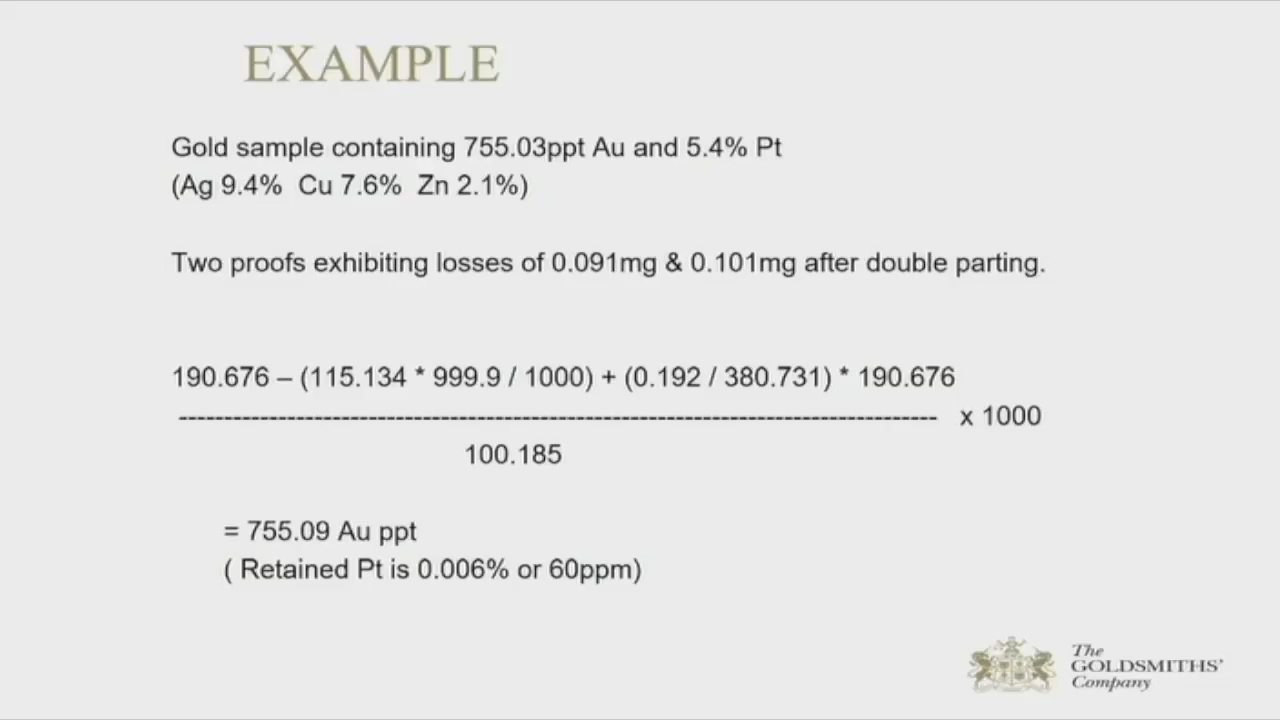 EXAMPLE
Gold sample containing 755.03ppt Au and 5.4% Pt
(Ag 9.4%  Cu 7.6%  Zn 2.1%)
Two proofs exhibiting losses of 0.091mg & 0.101mg after double parting.
190.676 – (115.134 * 999.9 / 1000) + (0.192 / 380.731) * 190.676
------------------------------------------------------------------------------------ x 1000
100.185
= 755.09 Au ppt
( Retained Pt is 0.006% or 60ppm)
The
GOLDSMITHS’
Company